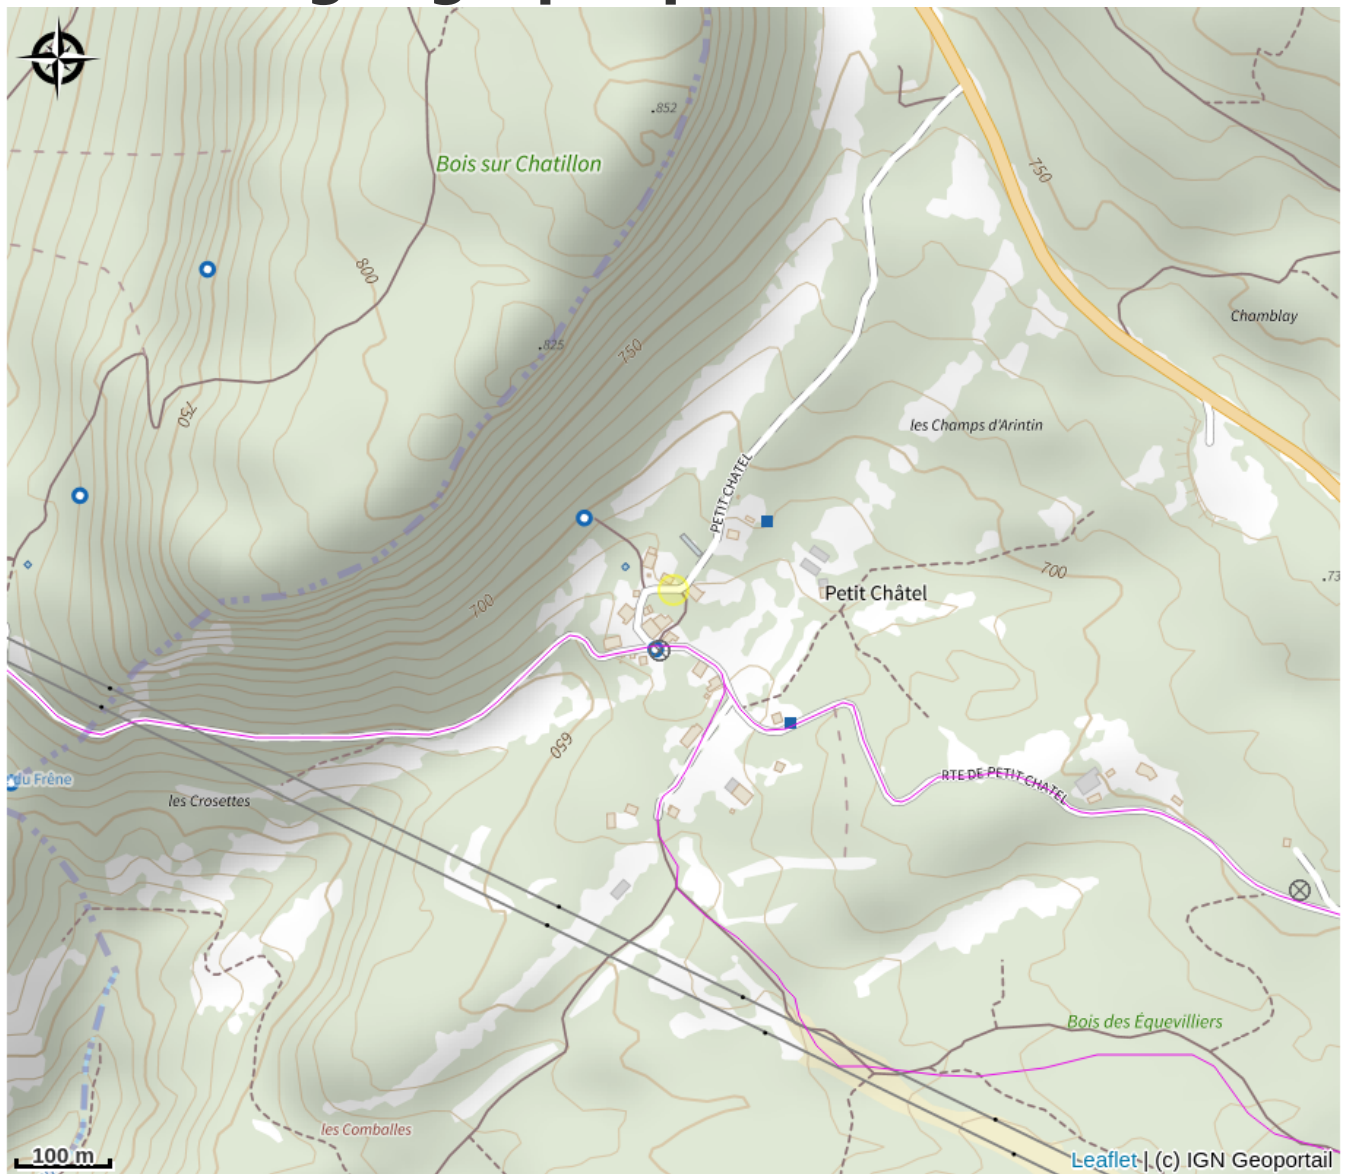 .852
Bois sur Chatillon
750
800
Chamblay
.825
750
750
les Champs d'Arintin
PETIT CHATEL
700
.73
Petit Châtel
700
650
du Frêne
les Crosettes
RTE DE PETIT CHATEL
Bois des Équevilliers
les Comballes
100 m
Leaflet | (c) IGN Geoportail